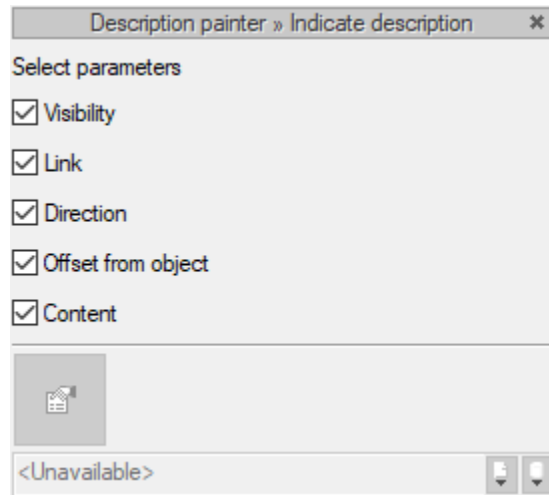 Description painter » Indicate description
Select parameters
Visibility
Link
Direction
Offset from object
Content
<Unavailable>